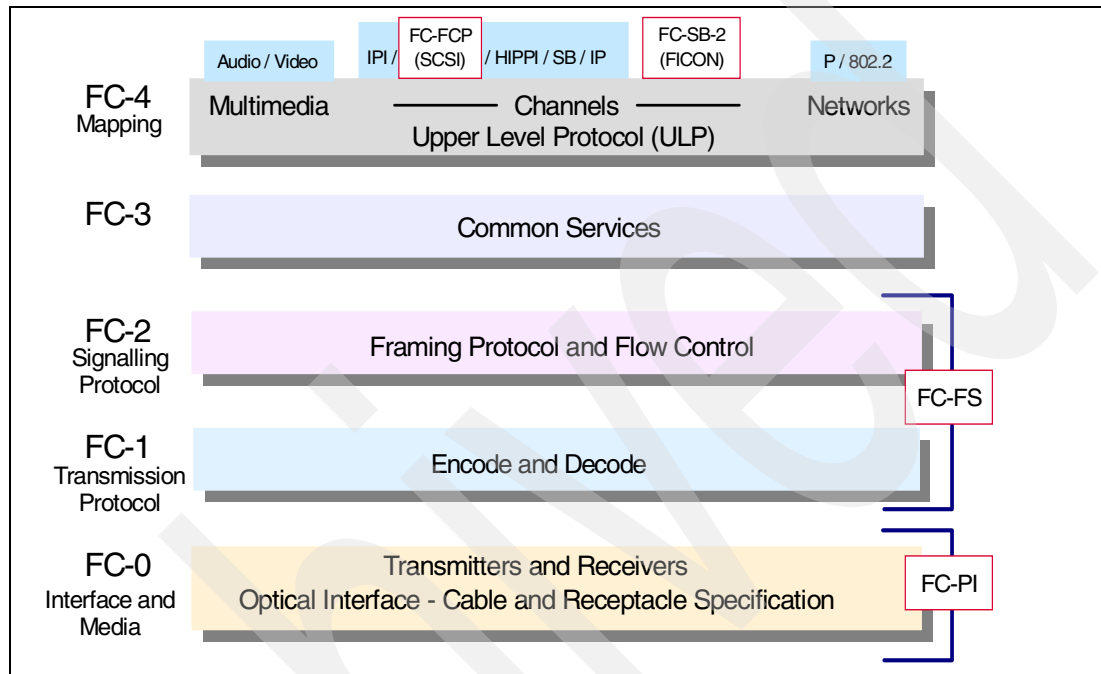 FC-FCP
(SCSI)
FC-SB-2
(FICON)
Audio / Video
IPI /
/ HIPPI / SB / IP
P / 802.2
FC-4
Mapping
Multimedia
Channels
Networks
Upper Level Protocol (ULP)
FC-3
Common Services
FC-2
Signalling
Protocol
Framing Protocol and Flow Control
FC-FS
FC-1
Transmission
Protocol
Encode and Decode
FC-0
Interface and
Media
Transmitters and Receivers
Optical Interface - Cable and Receptacle Specification
FC-PI